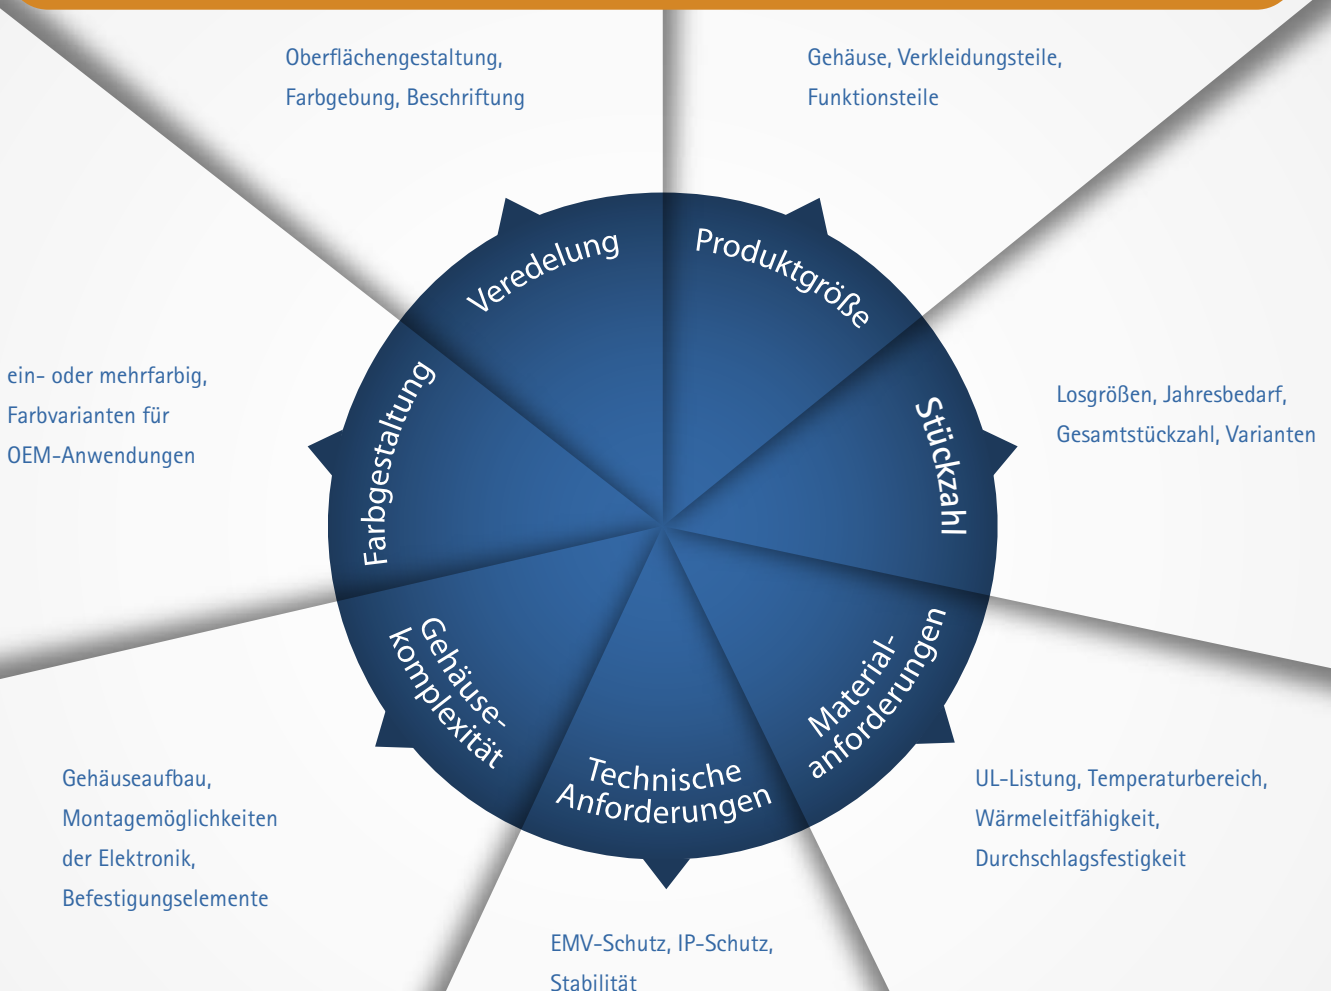 Oberflächengestaltung,
Farbgebung, Beschriftung
Gehäuse, Verkleidungsteile,
Funktionsteile
Veredelung
Produktgröße
ein- oder mehrfarbig,
Farbvarianten für
OEM-Anwendungen
Farbgestaltung
Stückzahl
Losgrößen, Jahresbedarf,
Gesamtstückzahl, Varianten
Gehäuse-
komplexität
Technische
Anforderungen
Material-
anforderungen
Gehäuseaufbau,
Montagemöglichkeiten
der Elektronik,
Befestigungselemente
UL-Listung, Temperaturbereich,
Wärmeleitfähigkeit,
Durchschlagsfestigkeit
EMV-Schutz, IP-Schutz,
Stabilität